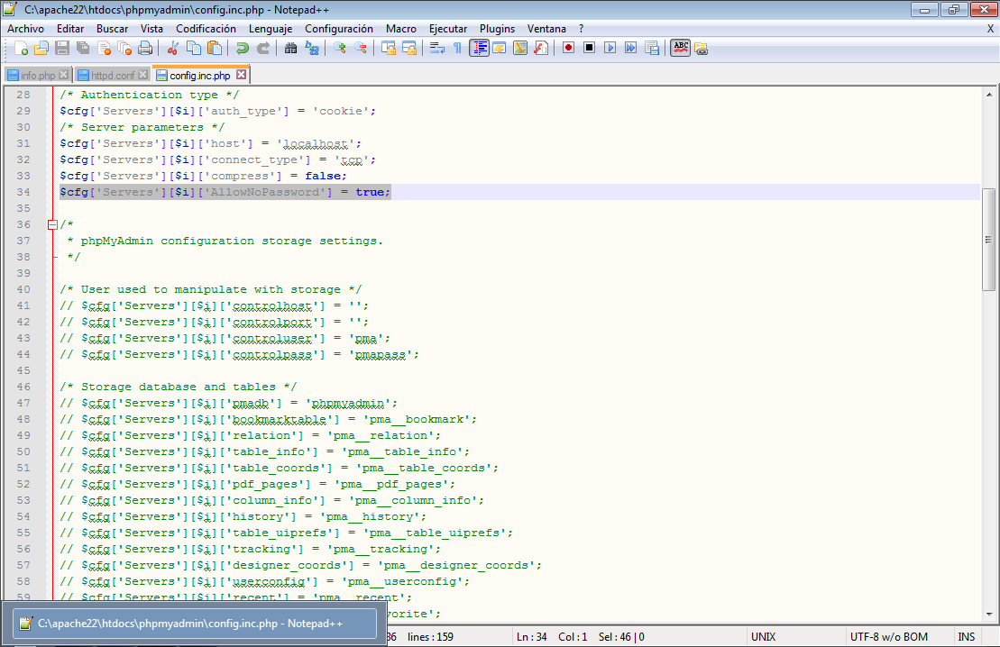 C:\apache22\htdocs\phpmyadmin\config.inc.php - Notepad++
Archivo Editar Buscar Vista Codificación Lenguaje Configuración Macro Ejecutar Plugins Ventana ? X
info.php httpd.conf config.inc.php
28 /* Authentication type */
29 $cfg['Servers'][$i]['auth_type'] = 'cookie';
30 /* Server parameters */
31 $cfg['Servers'][$i]['host'] = 'localhost';
32 $cfg['Servers'][$i]['connect_type'] = 'tcp';
33 $cfg['Servers'][$i]['compress'] = false;
34 $cfg['Servers'][$i]['AllowNoPassword'] = true;
35
36 /*
37 * phpMyAdmin configuration storage settings.
38 */
39
40 /* User used to manipulate with storage */
41 // $cfg['Servers'][$i]['controlhost'] = '';
42 // $cfg['Servers'][$i]['controlport'] = '';
43 // $cfg['Servers'][$i]['controluser'] = 'pma';
44 // $cfg['Servers'][$i]['controlpass'] = 'pmapass';
45
46 /* Storage database and tables */
47 // $cfg['Servers'][$i]['pmadb'] = 'phpmyadmin';
48 // $cfg['Servers'][$i]['bookmarktable'] = 'pma__bookmark';
49 // $cfg['Servers'][$i]['relation'] = 'pma__relation';
50 // $cfg['Servers'][$i]['table_info'] = 'pma__table_info';
51 // $cfg['Servers'][$i]['table_coords'] = 'pma__table_coords';
52 // $cfg['Servers'][$i]['pdf_pages'] = 'pma__pdf_pages';
53 // $cfg['Servers'][$i]['column_info'] = 'pma__column_info';
54 // $cfg['Servers'][$i]['history'] = 'pma__history';
55 // $cfg['Servers'][$i]['table_uiprefs'] = 'pma__table_uiprefs';
56 // $cfg['Servers'][$i]['tracking'] = 'pma__tracking';
57 // $cfg['Servers'][$i]['designer_coords'] = 'pma__designer_coords';
58 // $cfg['Servers'][$i]['userconfig'] = 'pma__userconfig';
59 // $cfg['Servers'][$i]['recent'] = 'pma__recent';
vorite';
C:\apache22\htdocs\phpmyadmin\config.inc.php - Notepad++
36 lines : 159 Ln : 34 Col : 1 Sel : 46 | 0 UNIX UTF-8 w/o BOM INS